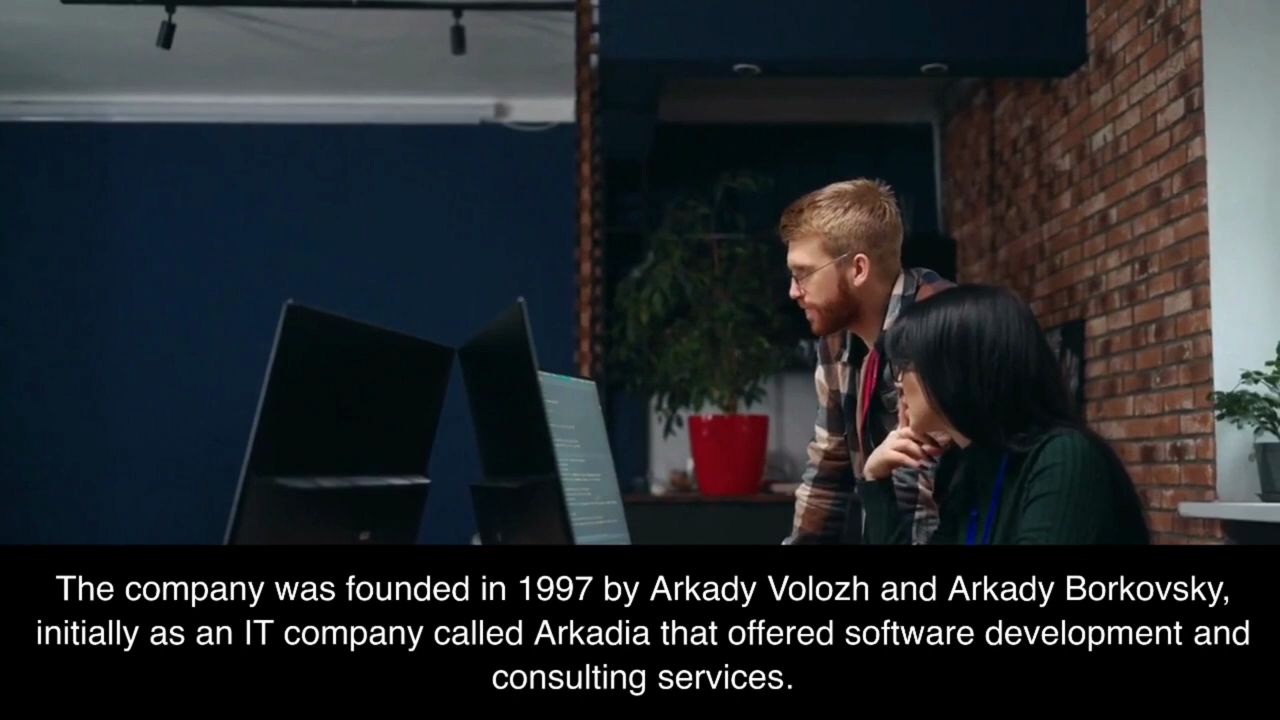 The company was founded in 1997 by Arkady Volozh and Arkady Borkovsky,
initially as an IT company called Arkadia that offered software development and
consulting services.